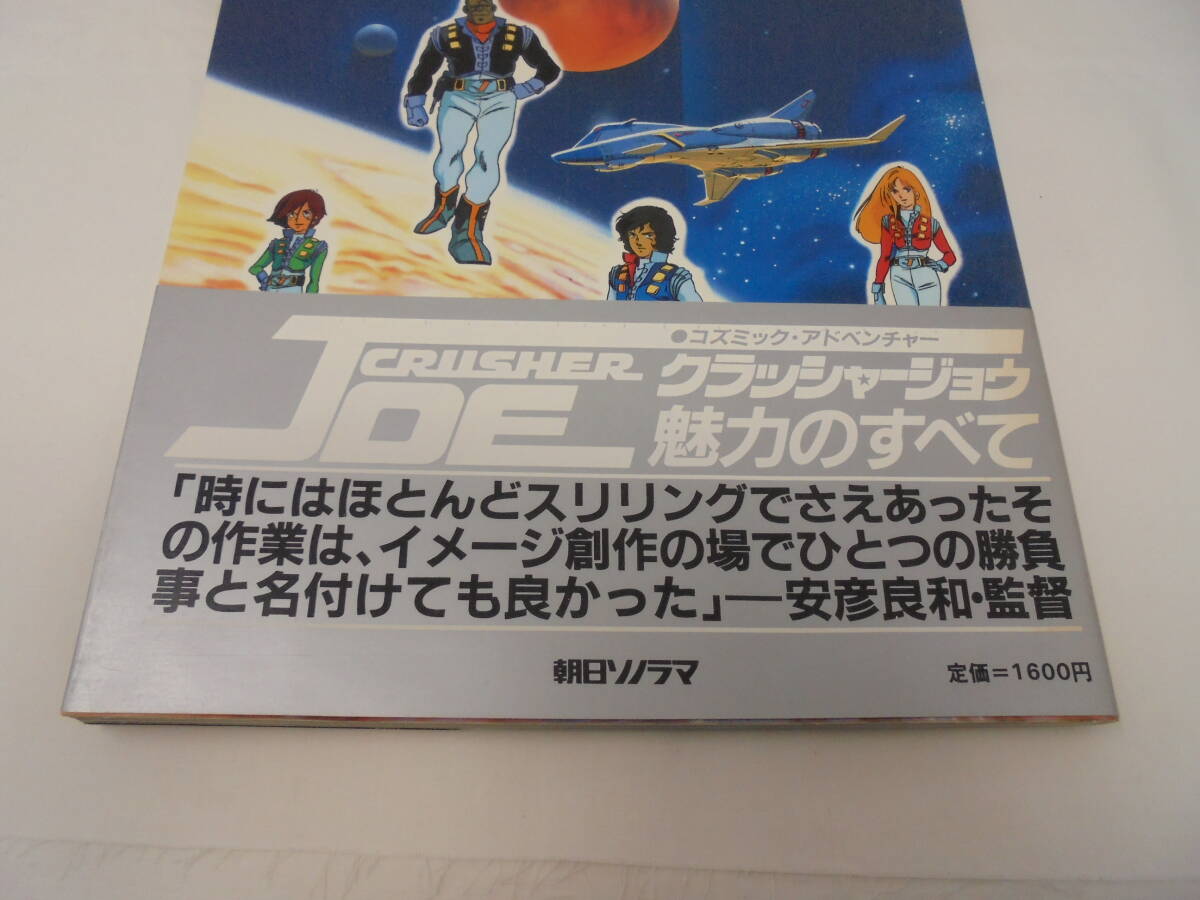 ●コズミック・アドベンチャー
CRUSHER
JOE
クラッシャージョウ
魅力のすべて
「時にはほとんどスリリングでさえあったそ
の作業は、イメージ創作の場でひとつの勝負
事と名付けても良かった」―安彦良和・監督
朝日ソノラマ
定価=1600円